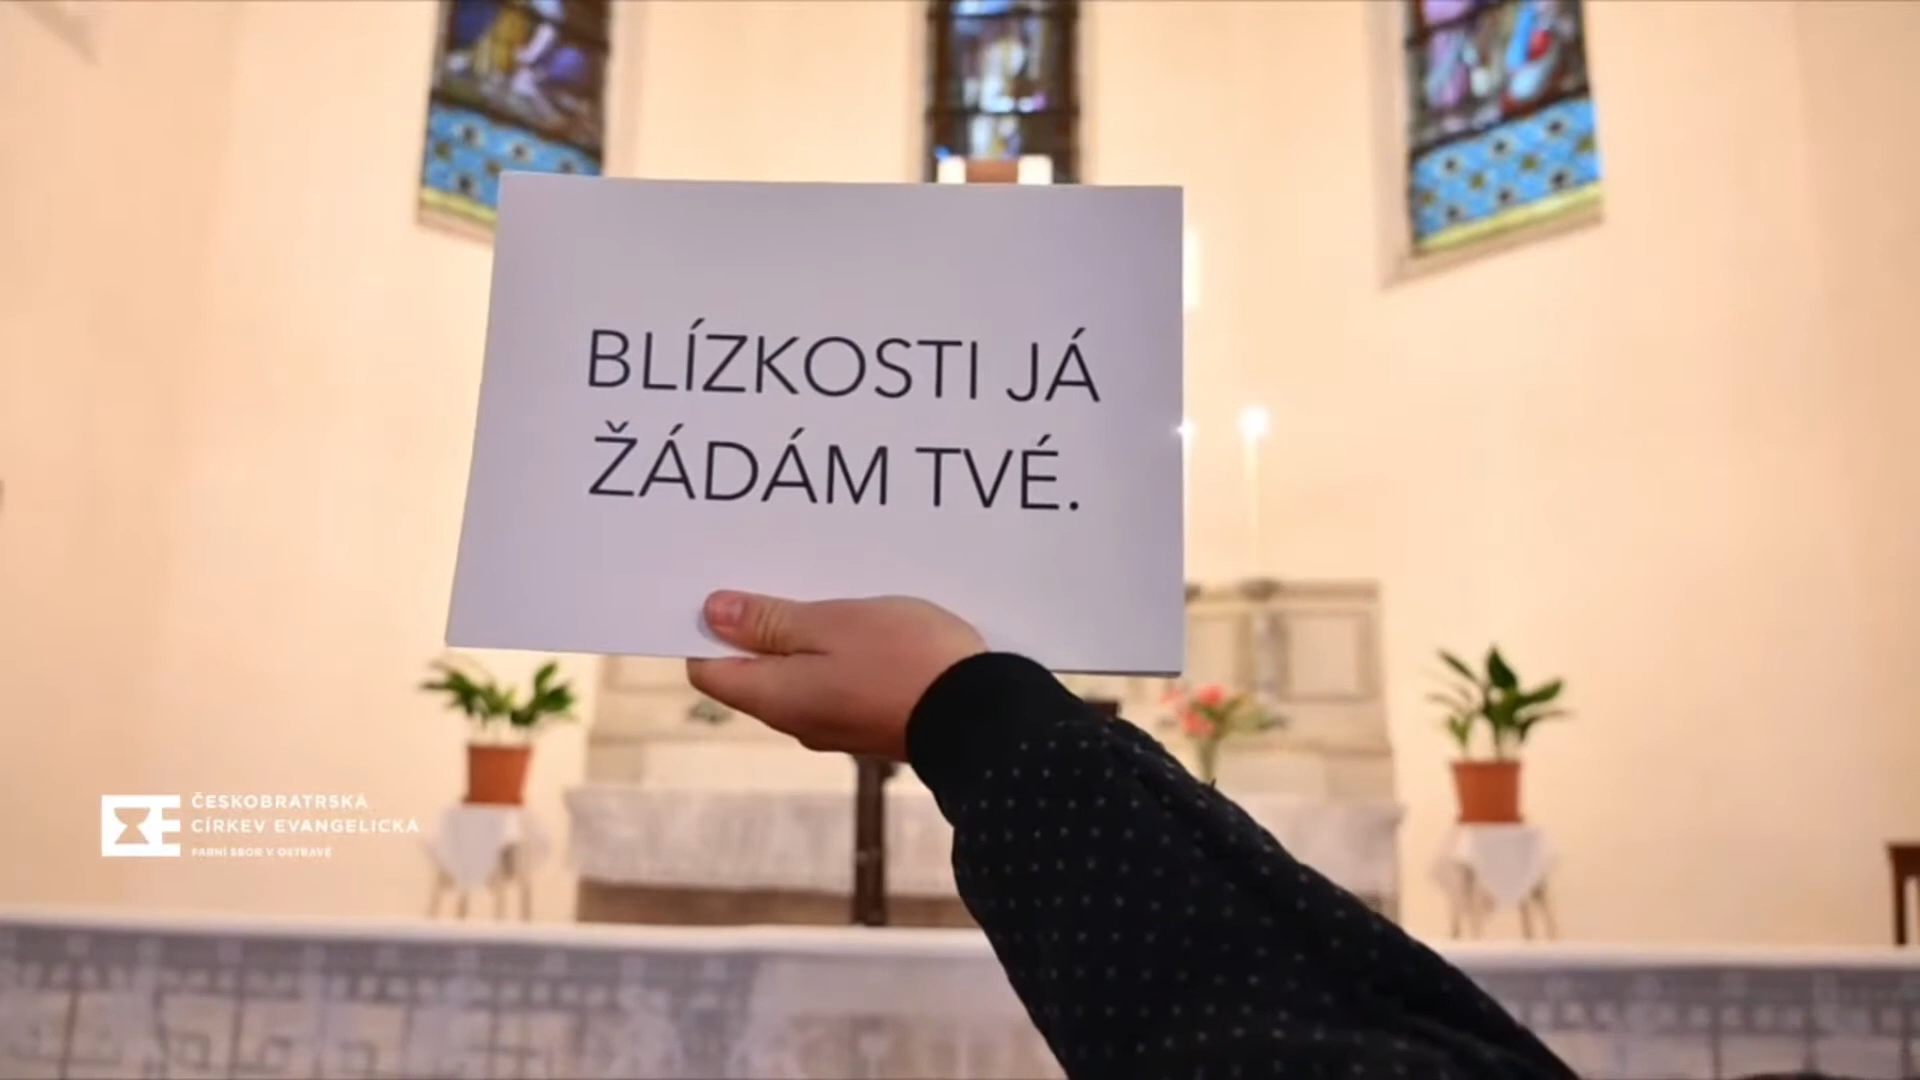 BLÍZKOSTI JÁ
ŽÁDÁM TVÉ.
ČESKOBRATRSKÁ
CÍRKEV EVANGELICKÁ
FARNÍ SBOR V OSTRAVĚ